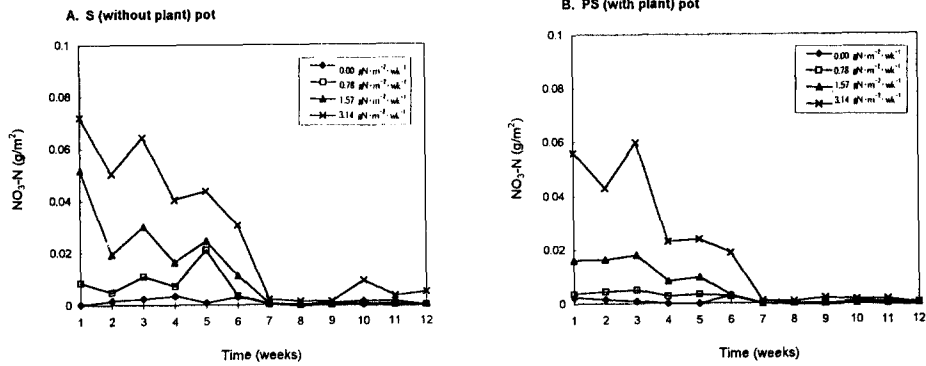 A. S (without plant) pot
0.1
0.08
0.06
0.04
0.02
0
NO₃-N (g/m²)
0.00 gN·m⁻²·wk⁻¹
0.78 gN·m⁻²·wk⁻¹
1.57 gN·m⁻²·wk⁻¹
3.14 gN·m⁻²·wk⁻¹
1 2 3 4 5 6 7 8 9 10 11 12
Time (weeks)
B. PS (with plant) pot
0.1
0.08
0.06
0.04
0.02
0
NO₃-N (g/m²)
0.00 gN·m⁻²·wk⁻¹
0.78 gN·m⁻²·wk⁻¹
1.57 gN·m⁻²·wk⁻¹
3.14 gN·m⁻²·wk⁻¹
1 2 3 4 5 6 7 8 9 10 11 12
Time (weeks)